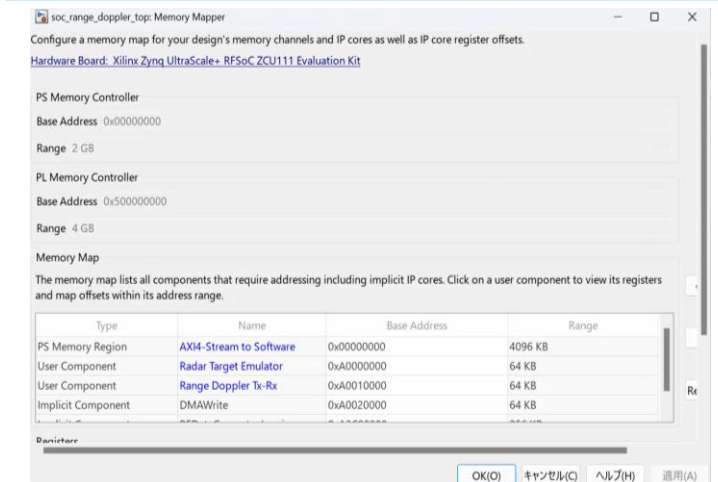 soc_range_doppler_top: Memory Mapper
Configure a memory map for your design's memory channels and IP cores as well as IP core register offsets.
Hardware Board: Xilinx Zynq UltraScale+ RFSoC ZCU111 Evaluation Kit
PS Memory Controller
Base Address 0x00000000
Range 2 GB
PL Memory Controller
Base Address 0x500000000
Range 4 GB
Memory Map
The memory map lists all components that require addressing including implicit IP cores. Click on a user component to view its registers
and map offsets within its address range.
Type Name Base Address Range
PS Memory Region AXI4-Stream to Software 0x00000000 4096 KB
User Component Radar Target Emulator 0xA0000000 64 KB
User Component Range Doppler Tx-Rx 0xA0010000 64 KB
Implicit Component DMAWrite 0xA0020000 64 KB
Re
Registers
OK(O) キャンセル(C) ヘルプ(H) 適用(A)